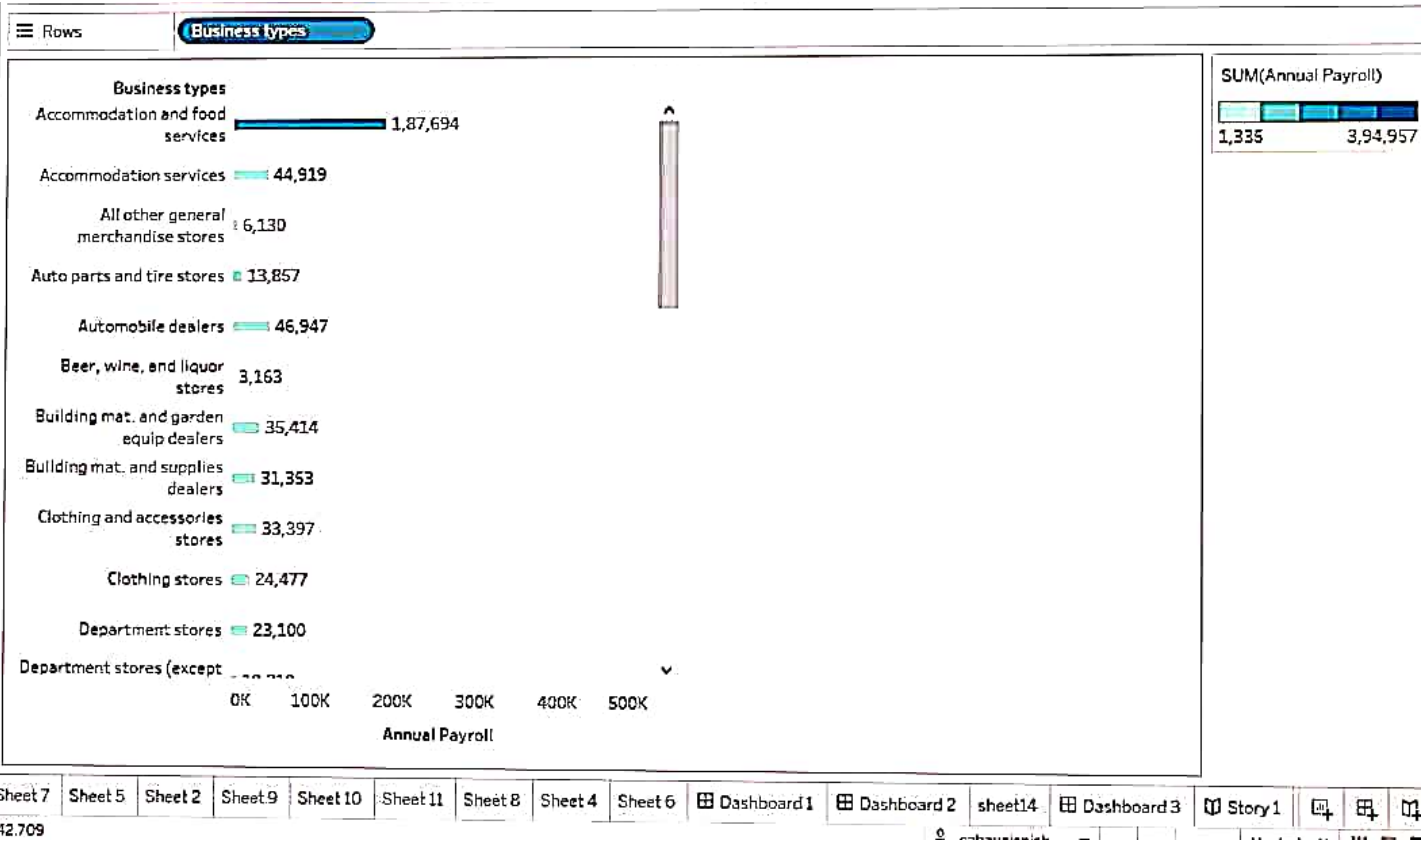 Rows
Business types
SUM(Annual Payroll)
1,335 3,94,957
Business types
Accommodation and food
services
1,87,694
Accommodation services 44,919
All other general
merchandise stores
6,130
Auto parts and tire stores 13,857
Automobile dealers 46,947
Beer, wine, and liquor
stores
3,163
Building mat. and garden
equip dealers
35,414
Building mat. and supplies
dealers
31,353
Clothing and accessories
stores
33,397
Clothing stores 24,477
Department stores 23,100
Department stores (except
0K 100K 200K 300K 400K 500K
Annual Payroll
Sheet 7 Sheet 5 Sheet 2 Sheet 9 Sheet 10 Sheet 11 Sheet 8 Sheet 4 Sheet 6 Dashboard 1 Dashboard 2 sheet14 Dashboard 3 Story 1
42.709